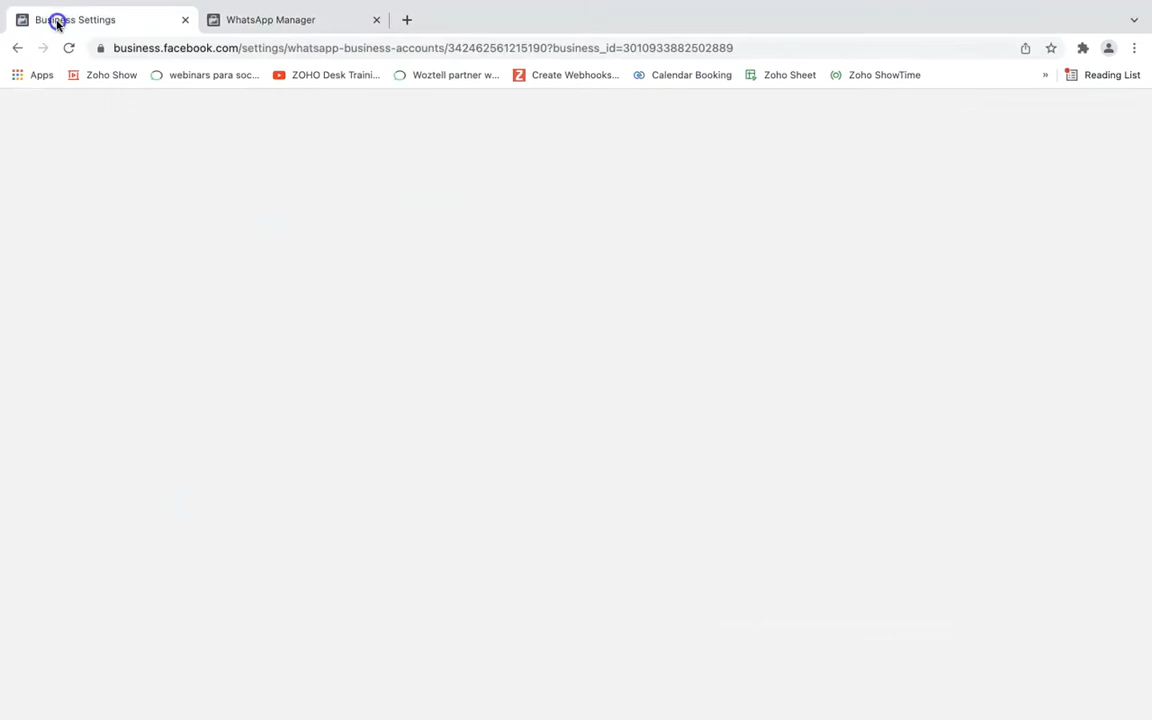 Business Settings
WhatsApp Manager
business.facebook.com/settings/whatsapp-business-accounts/342462561215190?business_id=3010933882502889
Apps
Zoho Show
webinars para soc...
ZOHO Desk Traini...
Woztell partner w...
Create Webhooks...
Calendar Booking
Zoho Sheet
Zoho ShowTime
»
Reading List